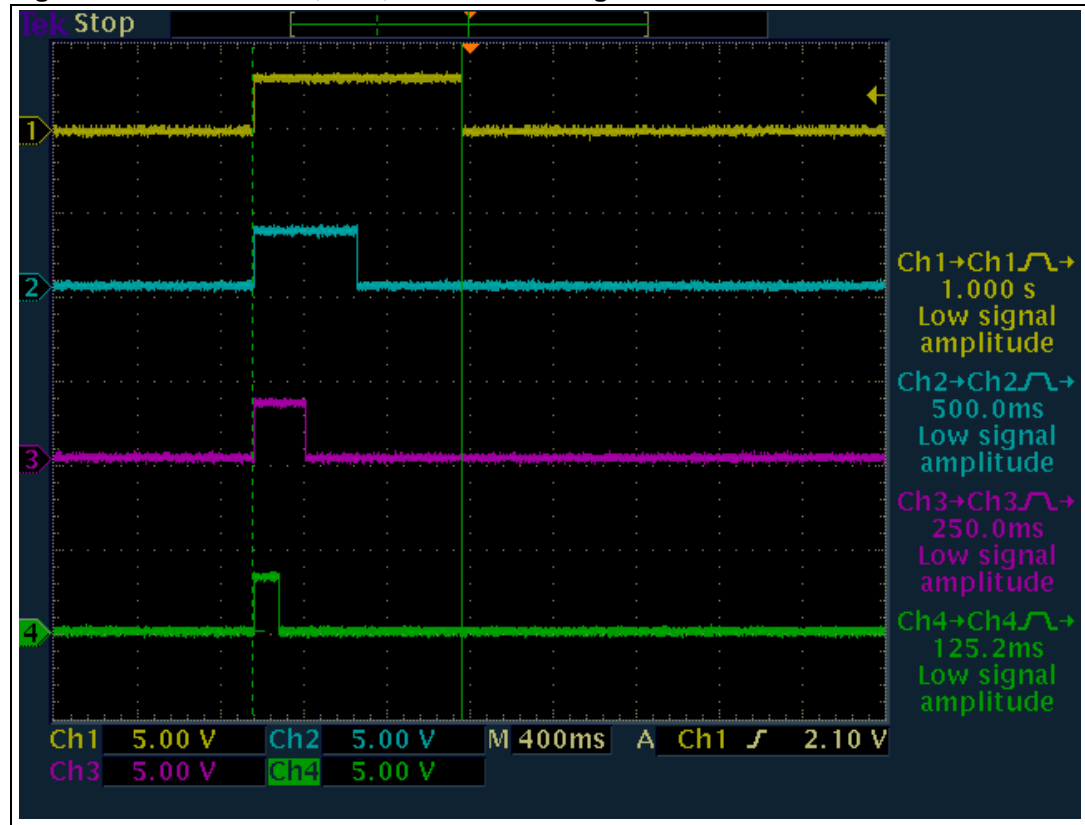 Tek Stop
1
2
3
4
Ch1→Ch1 →
1.000 s
Low signal
amplitude
Ch2→Ch2 →
500.0ms
Low signal
amplitude
Ch3→Ch3 →
250.0ms
Low signal
amplitude
Ch4→Ch4 →
125.2ms
Low signal
amplitude
Ch1 5.00 V Ch2 5.00 V M 400ms A Ch1 2.10 V
Ch3 5.00 V Ch4 5.00 V